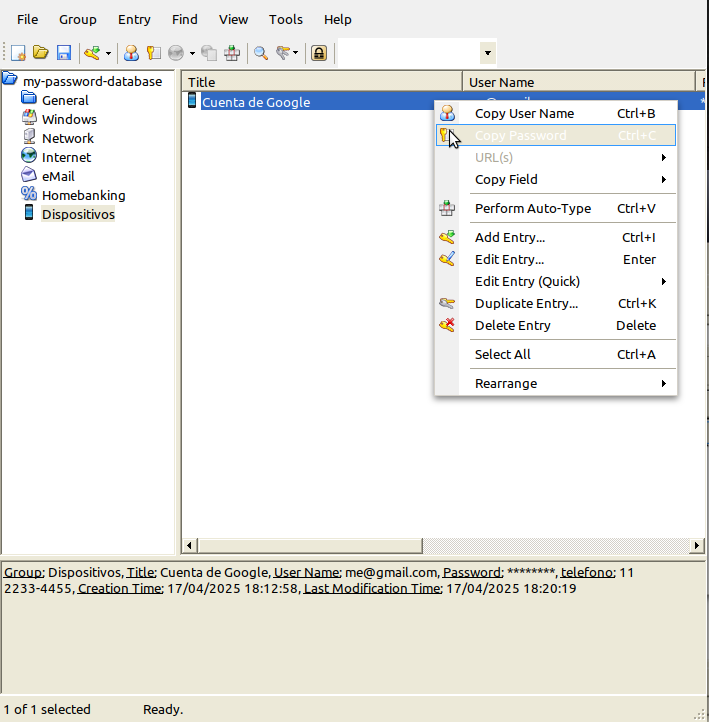 File Group Entry Find View Tools Help
my-password-database
General
Windows
Network
Internet
eMail
Homebanking
Dispositivos
Title User Name
Cuenta de Google
Copy User Name Ctrl+B
Copy Password Ctrl+C
URL(s)
Copy Field
Perform Auto-Type Ctrl+V
Add Entry... Ctrl+I
Edit Entry... Enter
Edit Entry (Quick)
Duplicate Entry... Ctrl+K
Delete Entry Delete
Select All Ctrl+A
Rearrange
Group: Dispositivos, Title: Cuenta de Google, User Name: me@gmail.com, Password: ********, telefono: 11
2233-4455, Creation Time: 17/04/2025 18:12:58, Last Modification Time: 17/04/2025 18:20:19
1 of 1 selected Ready.